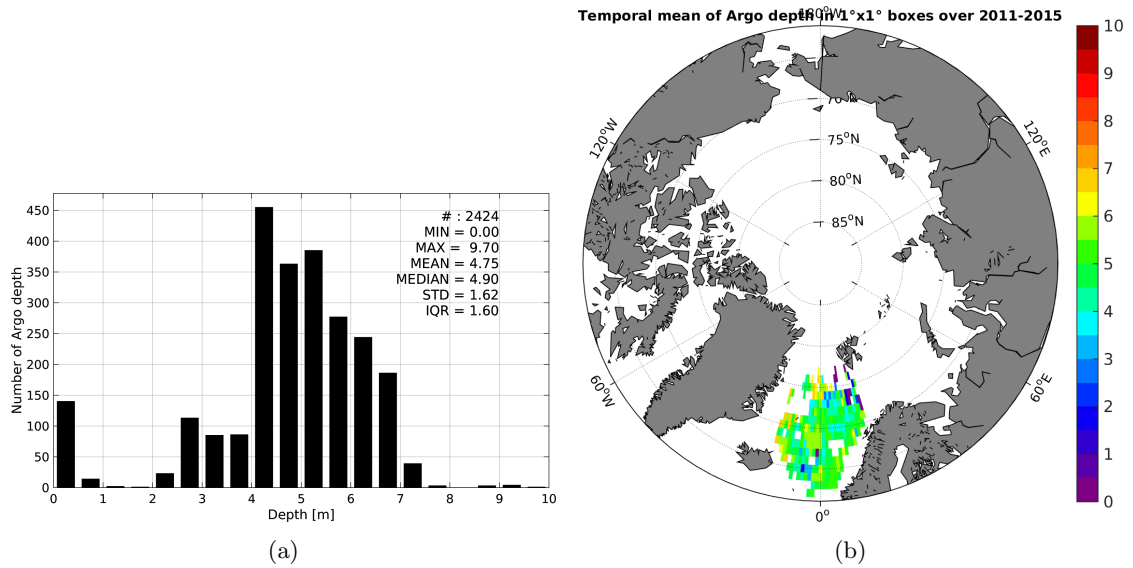 Temporal mean of Argo depth in 1°x1° boxes over 2011-2015
180°W
# : 2424
MIN = 0.00
MAX = 9.70
MEAN = 4.75
MEDIAN = 4.90
STD = 1.62
IQR = 1.60
450
400
350
300
250
200
150
100
50
0
Number of Argo depth
0 1 2 3 4 5 6 7 8 9 10
Depth [m]
120°W
120°E
70°N
75°N
80°N
85°N
60°W
60°E
0°
10
9
8
7
6
5
4
3
2
1
0
(a)
(b)